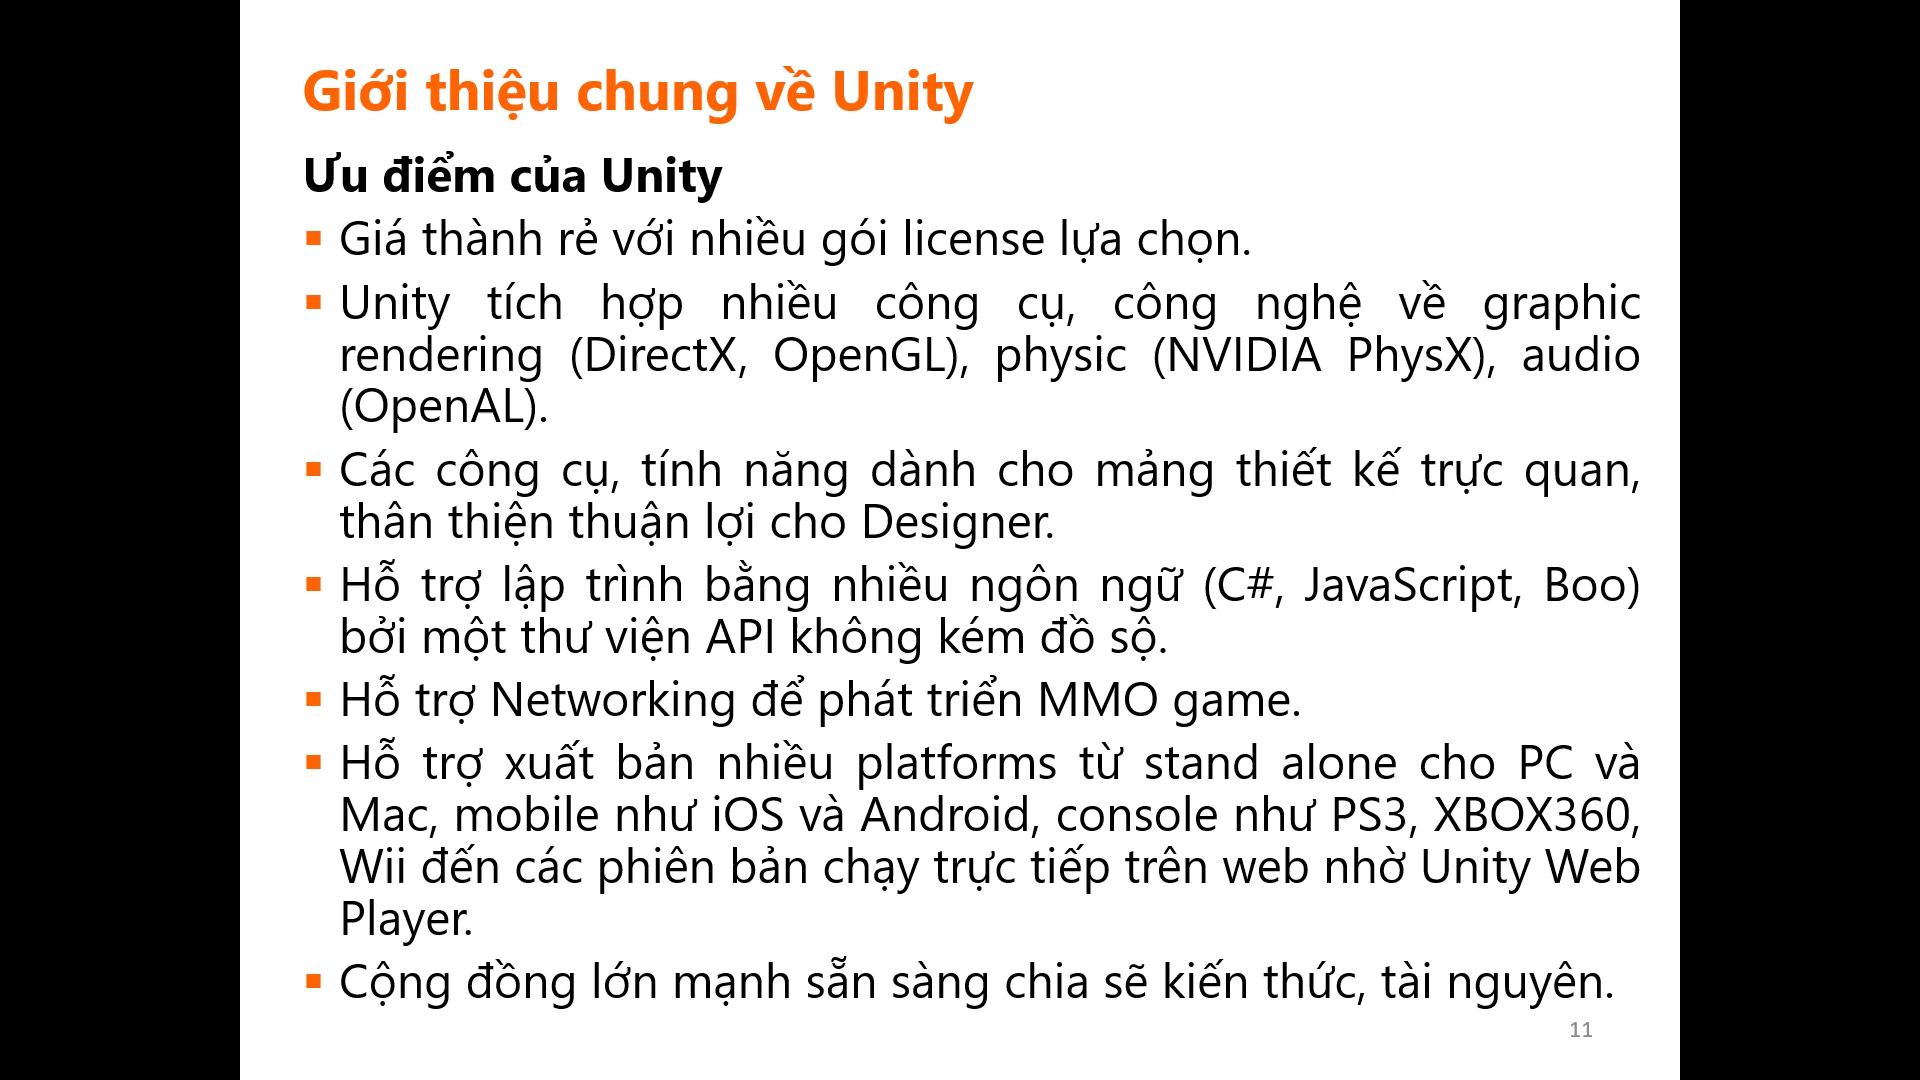 Giới thiệu chung về Unity
Ưu điểm của Unity
▪ Giá thành rẻ với nhiều gói license lựa chọn.
▪ Unity tích hợp nhiều công cụ, công nghệ về graphic
rendering (DirectX, OpenGL), physic (NVIDIA PhysX), audio
(OpenAL).
▪ Các công cụ, tính năng dành cho mảng thiết kế trực quan,
thân thiện thuận lợi cho Designer.
▪ Hỗ trợ lập trình bằng nhiều ngôn ngữ (C#, JavaScript, Boo)
bởi một thư viện API không kém đồ sộ.
▪ Hỗ trợ Networking để phát triển MMO game.
▪ Hỗ trợ xuất bản nhiều platforms từ stand alone cho PC và
Mac, mobile như iOS và Android, console như PS3, XBOX360,
Wii đến các phiên bản chạy trực tiếp trên web nhờ Unity Web
Player.
▪ Cộng đồng lớn mạnh sẵn sàng chia sẽ kiến thức, tài nguyên.
11